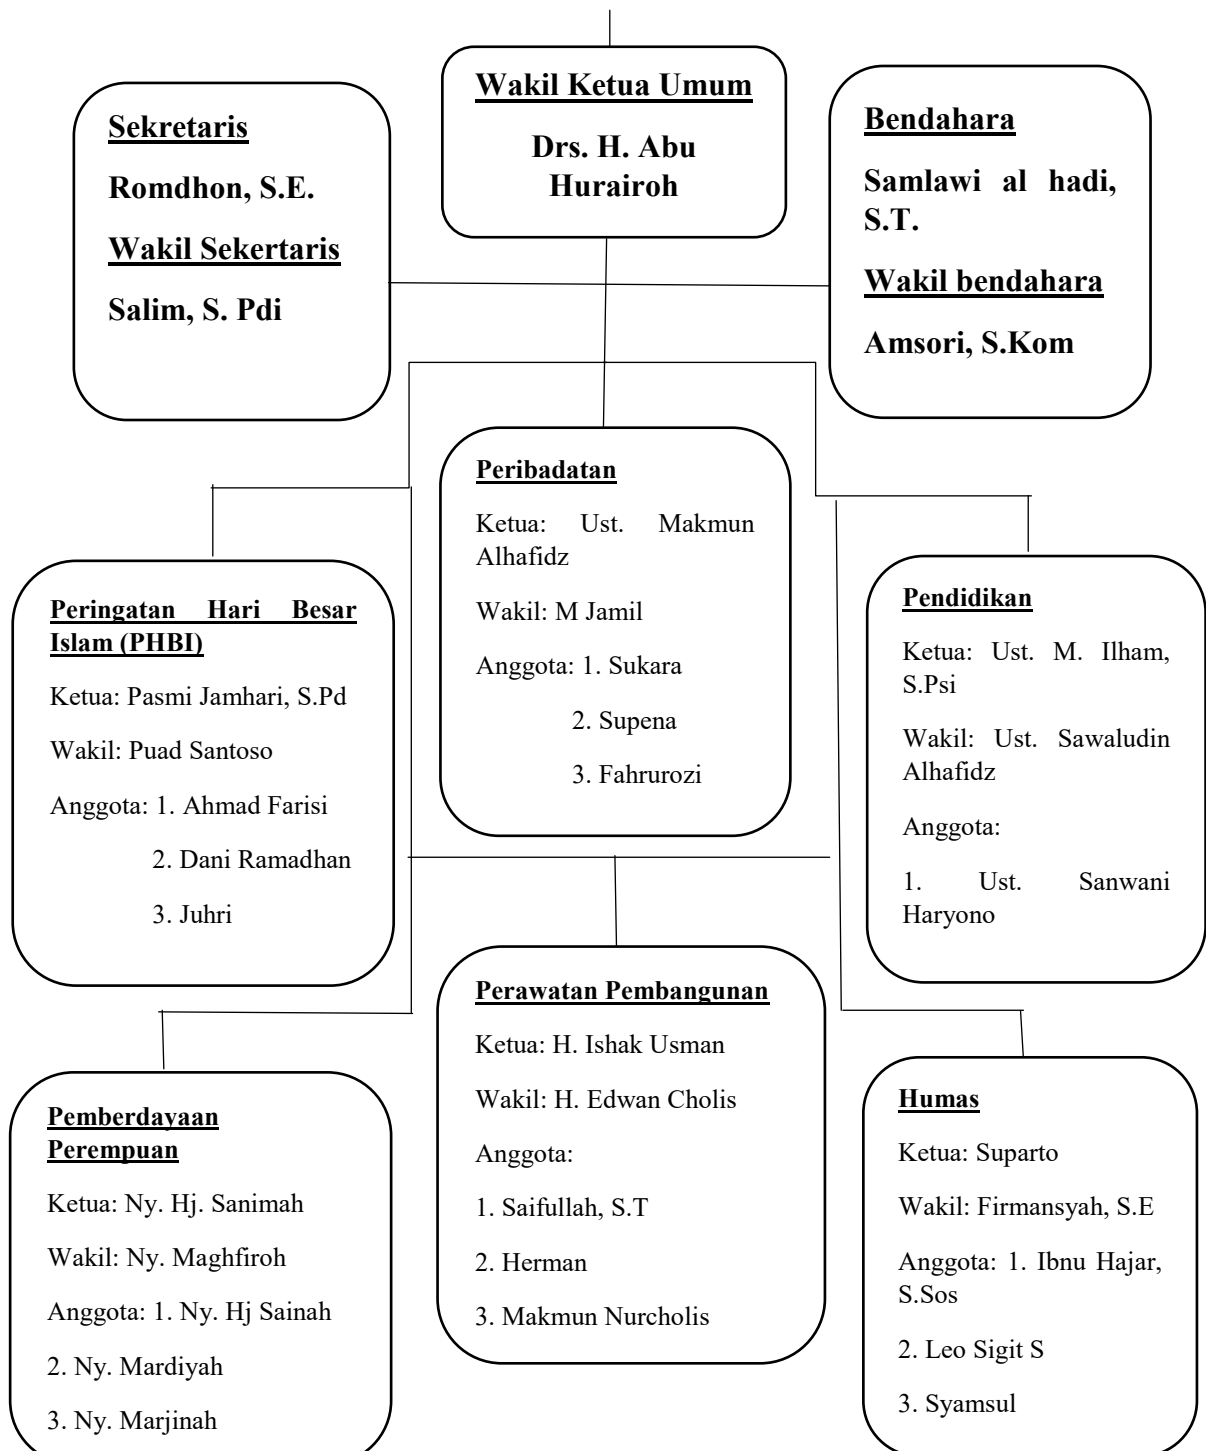 Wakil Ketua Umum
Drs. H. Abu
Hurairoh
Sekretaris
Romdhon, S.E.
Wakil Sekertaris
Salim, S. Pdi
Bendahara
Samlawi al hadi,
S.T.
Wakil bendahara
Amsori, S.Kom
Peribadatan
Ketua: Ust. Makmun
Alhafidz
Wakil: M Jamil
Anggota: 1. Sukara
2. Supena
3. Fahrurozi
Peringatan Hari Besar
Islam (PHBI)
Ketua: Pasmi Jamhari, S.Pd
Wakil: Puad Santoso
Anggota: 1. Ahmad Farisi
2. Dani Ramadhan
3. Juhri
Pendidikan
Ketua: Ust. M. Ilham,
S.Psi
Wakil: Ust. Sawaludin
Alhafidz
Anggota:
1. Ust. Sanwani
Haryono
Pemberdayaan
Perempuan
Ketua: Ny. Hj. Sanimah
Wakil: Ny. Maghfiroh
Anggota: 1. Ny. Hj Sainah
2. Ny. Mardiyah
3. Ny. Marjinah
Perawatan Pembangunan
Ketua: H. Ishak Usman
Wakil: H. Edwan Cholis
Anggota:
1. Saifullah, S.T
2. Herman
3. Makmun Nurcholis
Humas
Ketua: Suparto
Wakil: Firmansyah, S.E
Anggota: 1. Ibnu Hajar,
S.Sos
2. Leo Sigit S
3. Syamsul